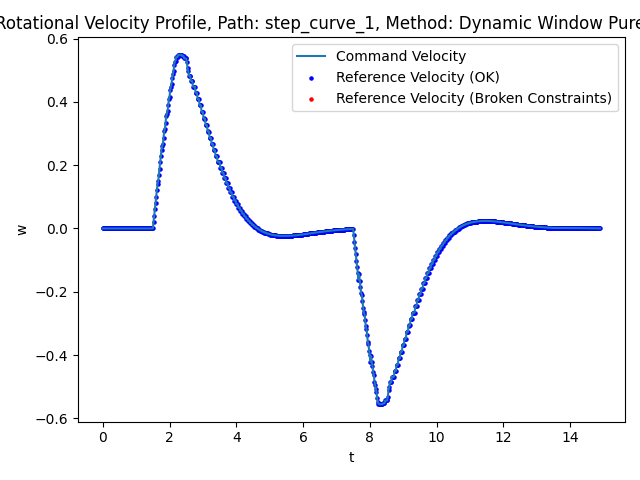 Rotational Velocity Profile, Path: step_curve_1, Method: Dynamic Window Pure
Command Velocity
Reference Velocity (OK)
Reference Velocity (Broken Constraints)
0.6
0.4
0.2
0.0
−0.2
−0.4
−0.6
w
0 2 4 6 8 10 12 14
t